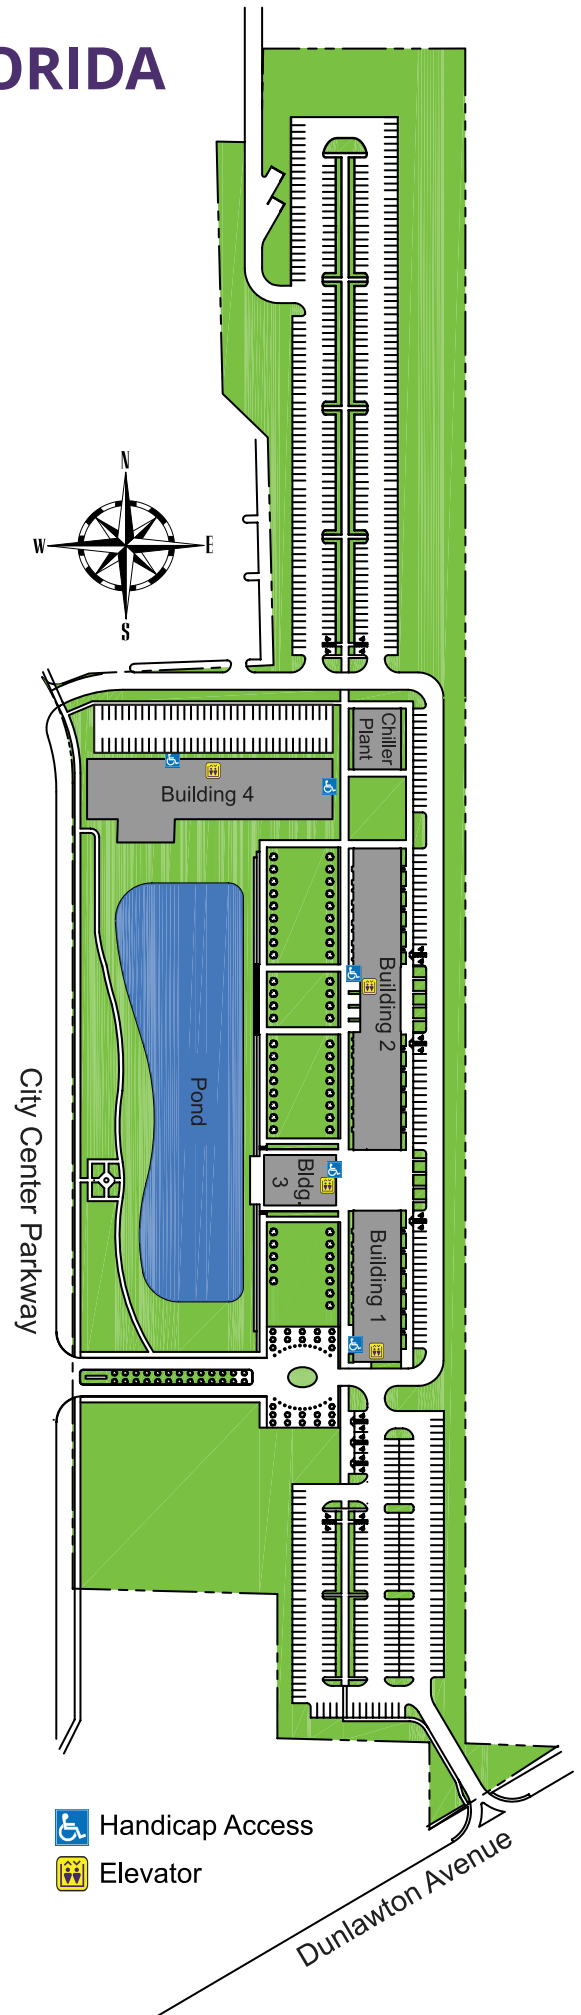 ORIDA
N
W
E
S
Chiller
Plant
Building 4
Building 2
Pond
Bldg.
3
Building 1
City Center Parkway
Handicap Access
Elevator
Dunlawton Avenue